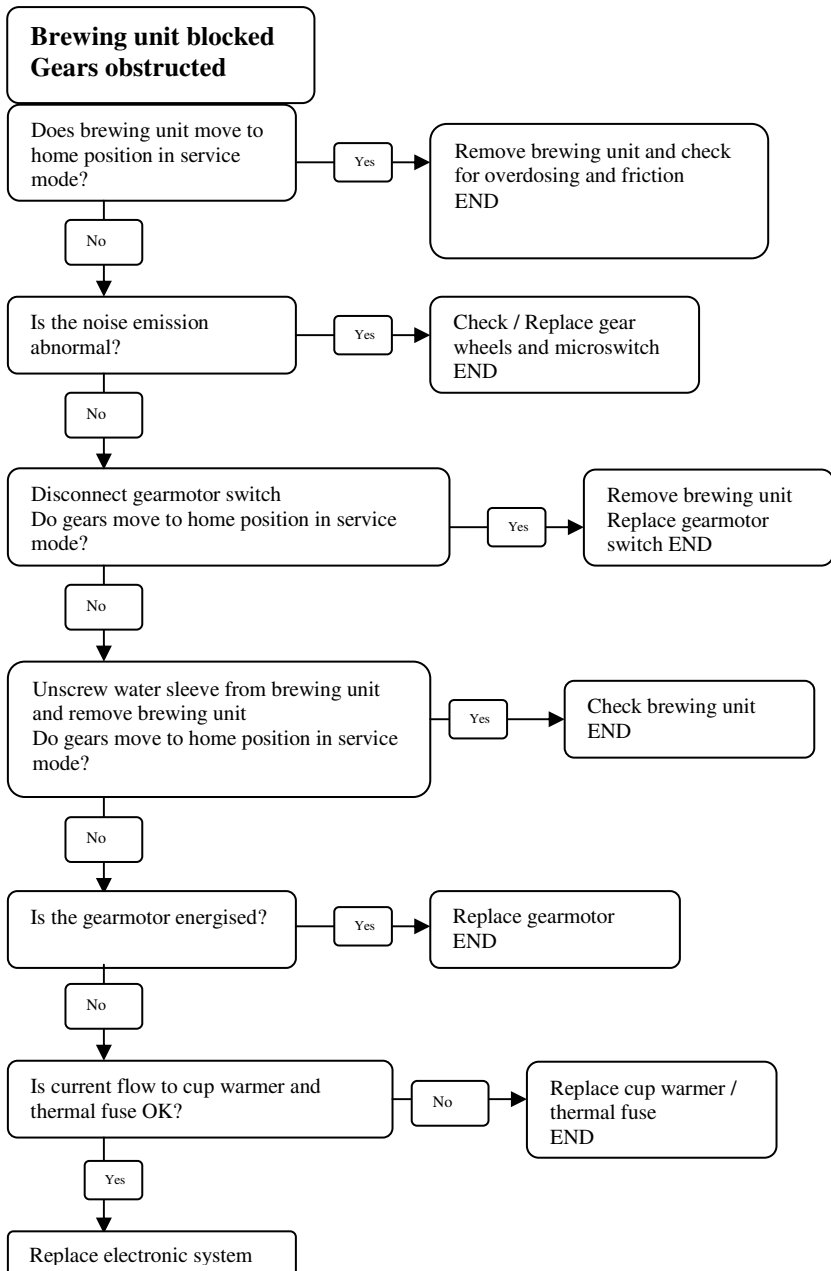 Brewing unit blocked
Gears obstructed
Does brewing unit move to
home position in service
mode?
Yes
Remove brewing unit and check
for overdosing and friction
END
No
Is the noise emission
abnormal?
Yes
Check / Replace gear
wheels and microswitch
END
No
Disconnect gearmotor switch
Do gears move to home position in service
mode?
Yes
Remove brewing unit
Replace gearmotor
switch END
No
Unscrew water sleeve from brewing unit
and remove brewing unit
Do gears move to home position in service
mode?
Yes
Check brewing unit
END
No
Is the gearmotor energised?
Yes
Replace gearmotor
END
No
Is current flow to cup warmer and
thermal fuse OK?
No
Replace cup warmer /
thermal fuse
END
Yes
Replace electronic system